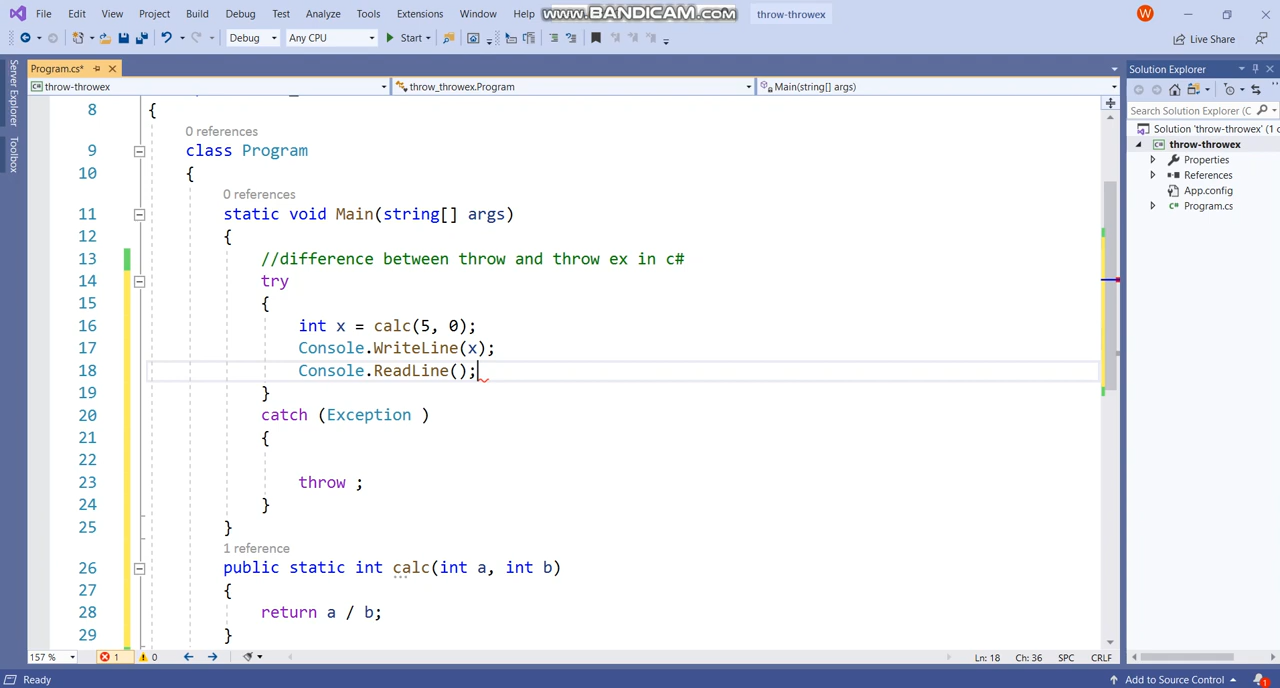 File Edit View Project Build Debug Test Analyze Tools Extensions Window Help www.BANDICAM.com throw-throwex W
Debug Any CPU Start Live Share
Program.cs* Solution Explorer
throw-throwex throw_throwex.Program Main(string[] args)
Search Solution Explorer (C
Server Explorer
Toolbox
Solution 'throw-throwex' (1 c
throw-throwex
Properties
References
App.config
Program.cs
8 {
0 references
9 class Program
10 {
0 references
11 static void Main(string[] args)
12 {
13 //difference between throw and throw ex in c#
14 try
15 {
16 int x = calc(5, 0);
17 Console.WriteLine(x);
18 Console.ReadLine();
19 }
20 catch (Exception )
21 {
22
23 throw ;
24 }
25 }
1 reference
26 public static int calc(int a, int b)
27 {
28 return a / b;
29 }
157 % 1 0 Ln: 18 Ch: 36 SPC CRLF
Ready Add to Source Control 1